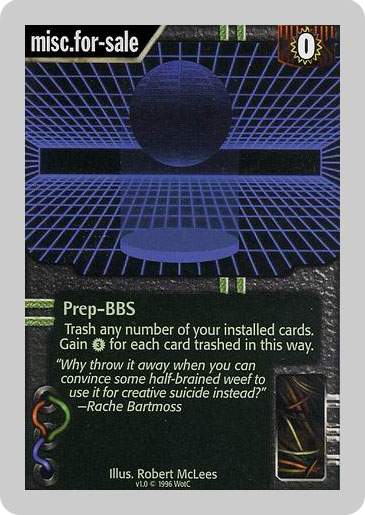 misc.for-sale
0
Prep-BBS
Trash any number of your installed cards.
Gain 3 for each card trashed in this way.
“Why throw it away when you can
convince some half-brained weef to
use it for creative suicide instead?”
—Rache Bartmoss
Illus. Robert McLees
v1.0 © 1996 WotC